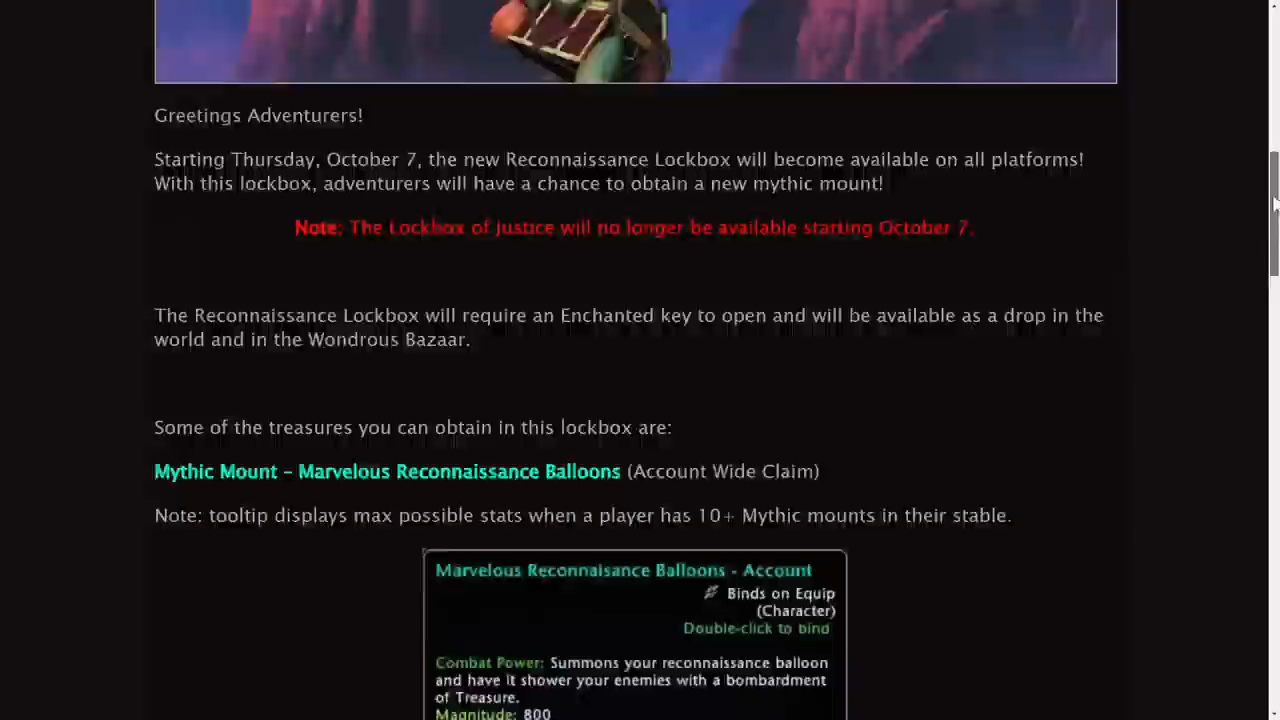 Greetings Adventurers!
Starting Thursday, October 7, the new Reconnaissance Lockbox will become available on all platforms!
With this lockbox, adventurers will have a chance to obtain a new mythic mount!
Note: The Lockbox of Justice will no longer be available starting October 7.
The Reconnaissance Lockbox will require an Enchanted key to open and will be available as a drop in the
world and in the Wondrous Bazaar.
Some of the treasures you can obtain in this lockbox are:
Mythic Mount – Marvelous Reconnaissance Balloons (Account Wide Claim)
Note: tooltip displays max possible stats when a player has 10+ Mythic mounts in their stable.
Marvelous Reconnaisance Balloons - Account
Binds on Equip
(Character)
Double-click to bind
Combat Power: Summons your reconnaissance balloon
and have it shower your enemies with a bombardment
of Treasure.
Magnitude: 800